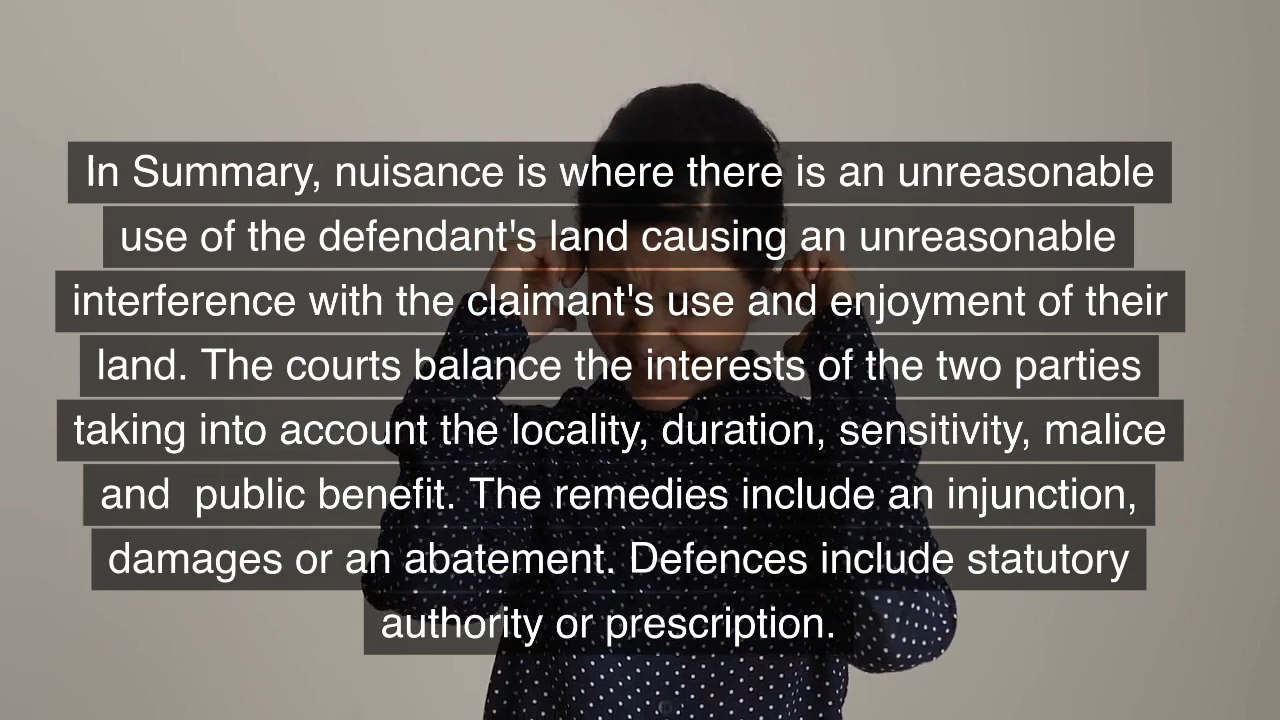 In Summary, nuisance is where there is an unreasonable
use of the defendant's land causing an unreasonable
interference with the claimant's use and enjoyment of their
land. The courts balance the interests of the two parties
taking into account the locality, duration, sensitivity, malice
and  public benefit. The remedies include an injunction,
damages or an abatement. Defences include statutory
authority or prescription.